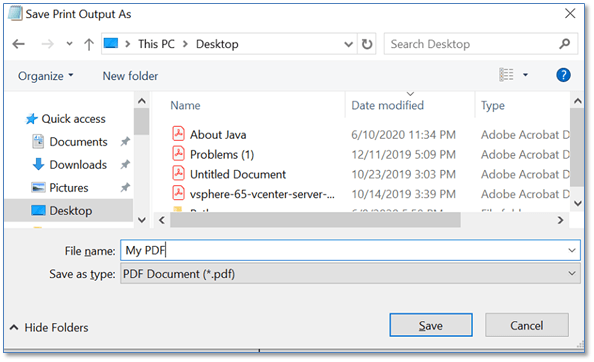 Save Print Output As
This PC > Desktop
Search Desktop
Organize
New folder
Name
Date modified
Type
Quick access
Documents
Downloads
Pictures
Desktop
About Java 6/10/2020 11:34 PM Adobe Acrobat D
Problems (1) 12/11/2019 5:09 PM Adobe Acrobat D
Untitled Document 10/23/2019 3:03 PM Adobe Acrobat D
vsphere-65-vcenter-server-... 10/14/2019 3:39 PM Adobe Acrobat D
File name: My PDF
Save as type: PDF Document (*.pdf)
Hide Folders
Save
Cancel